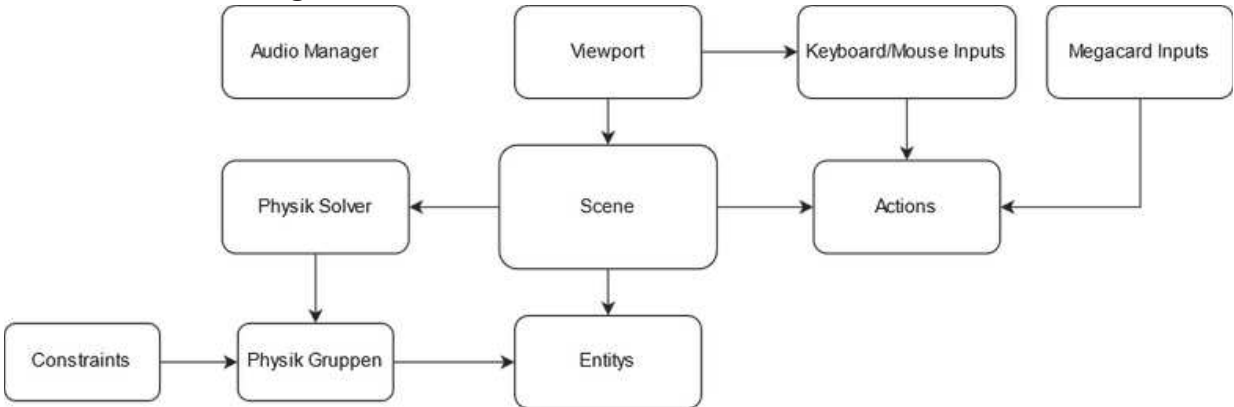 Audio Manager
Viewport
Keyboard/Mouse Inputs
Megacard Inputs
Physik Solver
Scene
Actions
Constraints
Physik Gruppen
Entitys